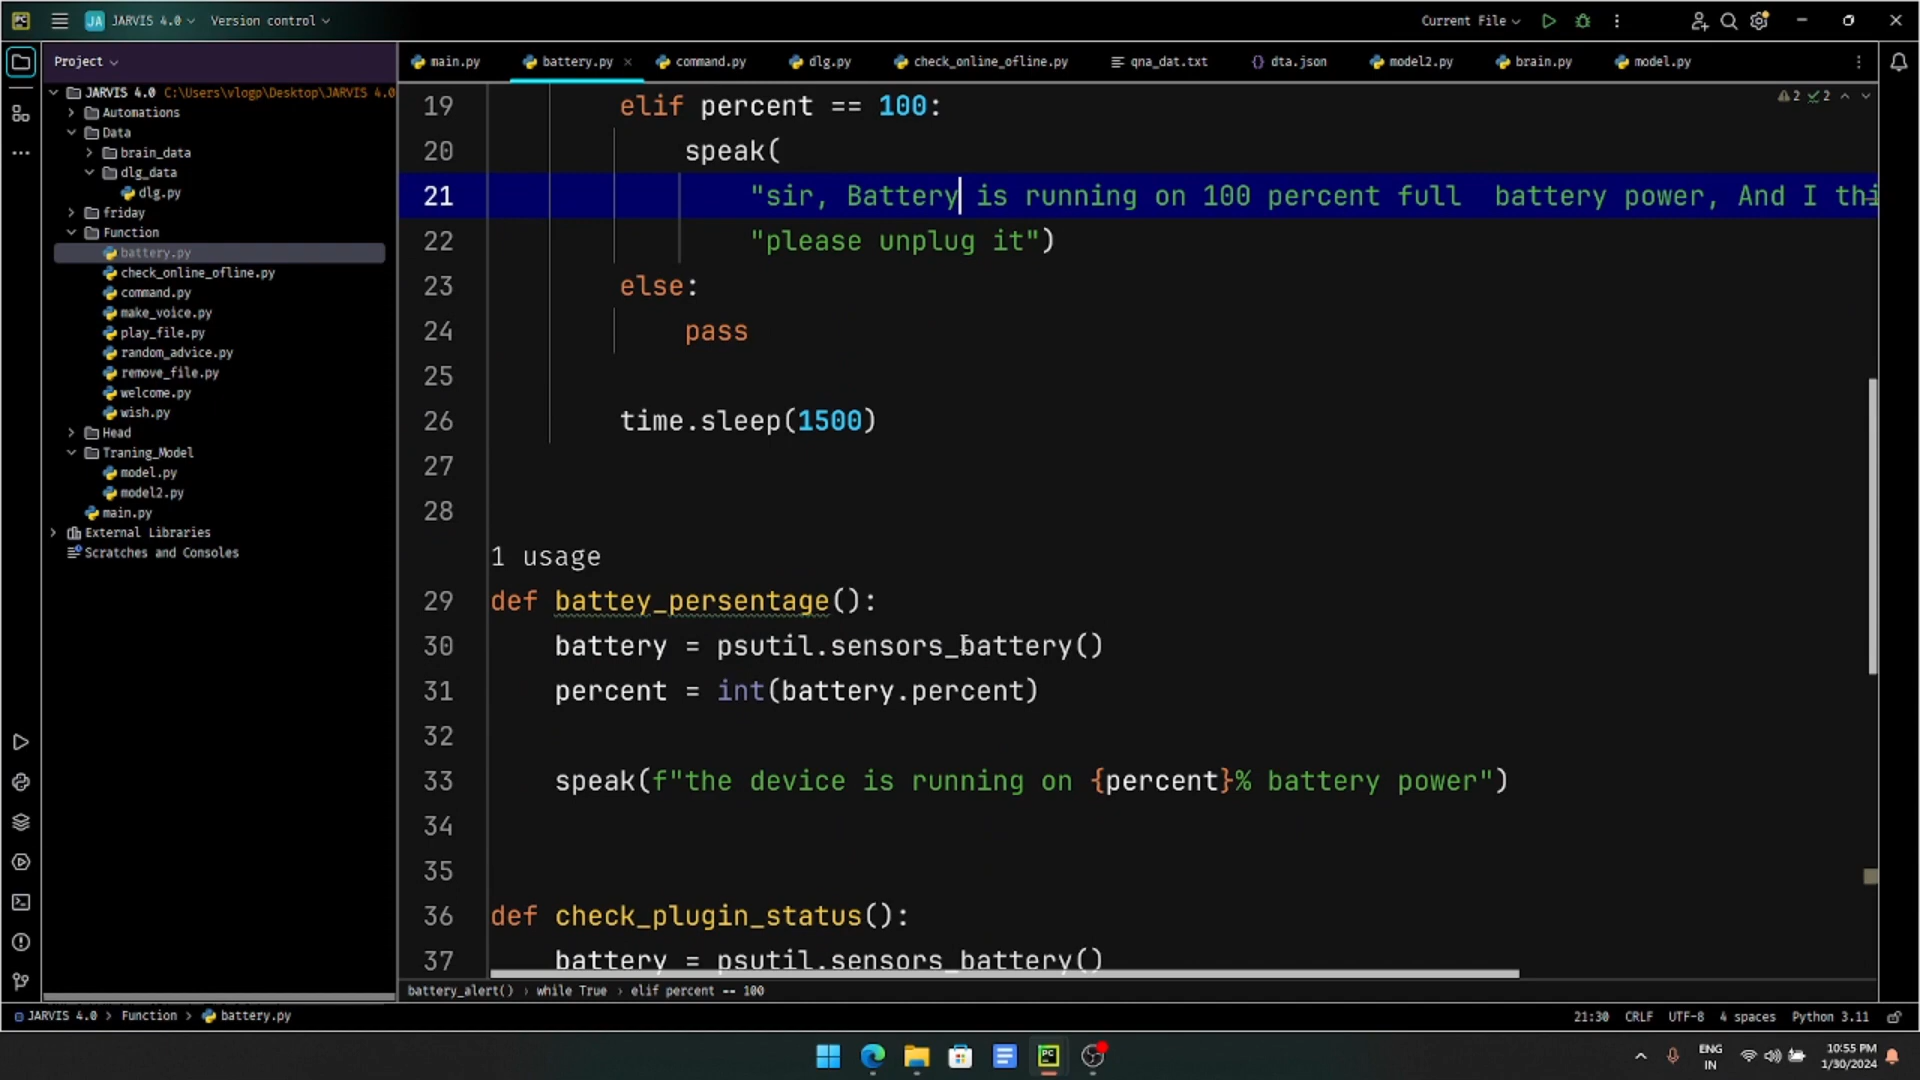 JARVIS 4.0
Version control
Current File
Project
main.py
battery.py
command.py
dlg.py
check_online_ofline.py
qna_dat.txt
dta.json
model2.py
brain.py
model.py
JARVIS 4.0 C:\Users\vlogp\Desktop\JARVIS 4.0
Automations
Data
brain_data
dlg_data
dlg.py
friday
Function
battery.py
check_online_ofline.py
command.py
make_voice.py
play_file.py
random_advice.py
remove_file.py
welcome.py
wish.py
Head
Traning_Model
model.py
model2.py
main.py
External Libraries
Scratches and Consoles
2 2
19 elif percent == 100:
20 speak(
21 "sir, Battery is running on 100 percent full  battery power, And I thi
22 "please unplug it")
23 else:
24 pass
25
26 time.sleep(1500)
27
28
1 usage
29 def battey_persentage():
30 battery = psutil.sensors_battery()
31 percent = int(battery.percent)
32
33 speak(f"the device is running on {percent}% battery power")
34
35
36 def check_plugin_status():
37 battery = psutil.sensors_battery()
battery_alert() › while True › elif percent == 100
JARVIS 4.0 › Function › battery.py
21:30 CRLF UTF-8 4 spaces Python 3.11
ENG
IN
10:55 PM
1/30/2024